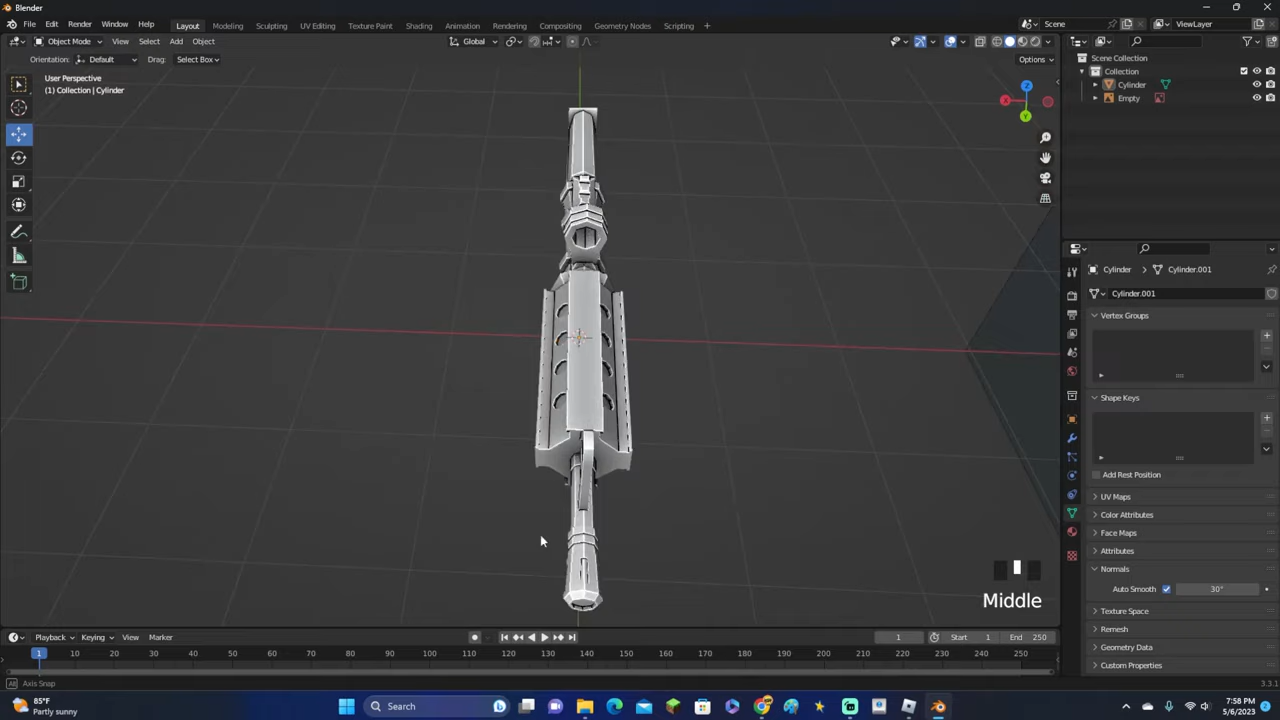 Blender
File Edit Render Window Help Layout Modeling Sculpting UV Editing Texture Paint Shading Animation Rendering Compositing Geometry Nodes Scripting + Scene ViewLayer
Object Mode View Select Add Object Global
Orientation: Default Drag: Select Box Options
User Perspective
(1) Collection | Cylinder
Scene Collection
Collection
Cylinder
Empty
X
Z
Y
Cylinder > Cylinder.001
Cylinder.001
Vertex Groups
Shape Keys
Add Rest Position
UV Maps
Color Attributes
Face Maps
Attributes
Normals
Auto Smooth 30°
Texture Space
Remesh
Geometry Data
Custom Properties
Middle
Playback Keying View Marker 1 Start 1 End 250
1 10 20 30 40 50 60 70 80 90 100 110 120 130 140 150 160 170 180 190 200 210 220 230 240 250
Axis Snap 3.3.1
85°F
Partly sunny
Search
7:58 PM
5/6/2023